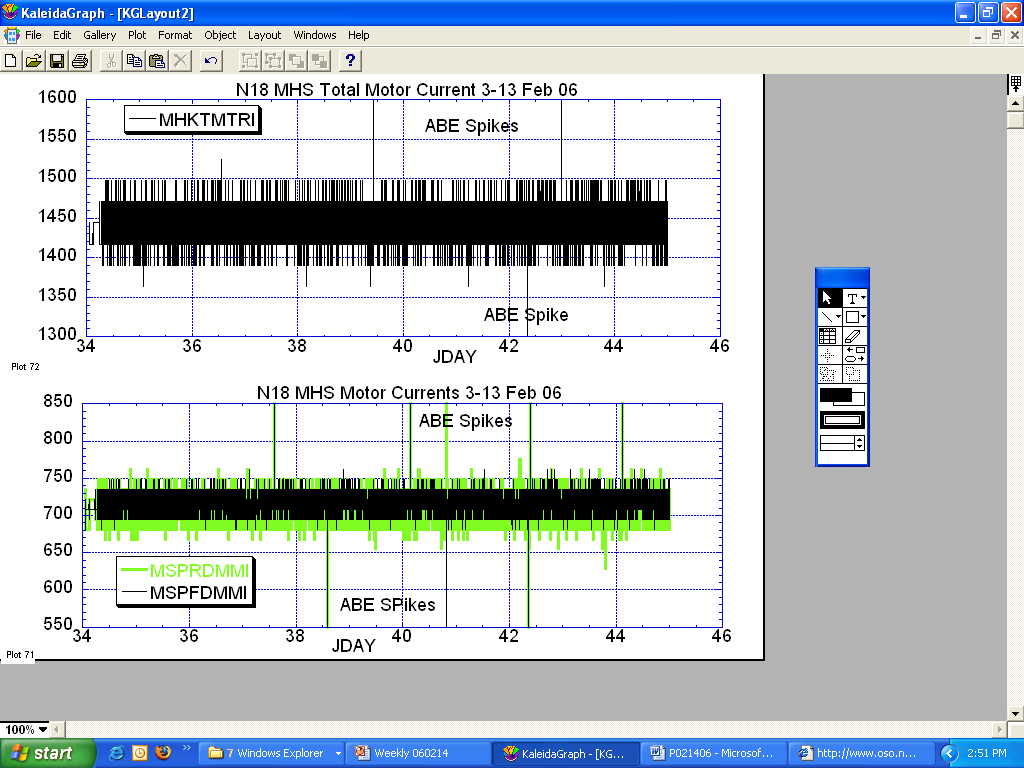 KaleidaGraph - [KGLayout2]
File Edit Gallery Plot Format Object Layout Windows Help
N18 MHS Total Motor Current 3-13 Feb 06
1600
MHKTMTRI
ABE Spikes
1550
1500
1450
1400
1350
ABE Spike
1300
34 36 38 40 42 44 46
JDAY
Plot 72
N18 MHS Motor Currents 3-13 Feb 06
850
ABE Spikes
800
750
700
650
MSPRDMMI
600
MSPFDMMI
ABE SPikes
550
34 36 38 40 42 44 46
JDAY
Plot 71
T
100%
start
7 Windows Explorer
Weekly 060214
KaleidaGraph - [KG...
P021406 - Microsof...
http://www.oso.n...
2:51 PM